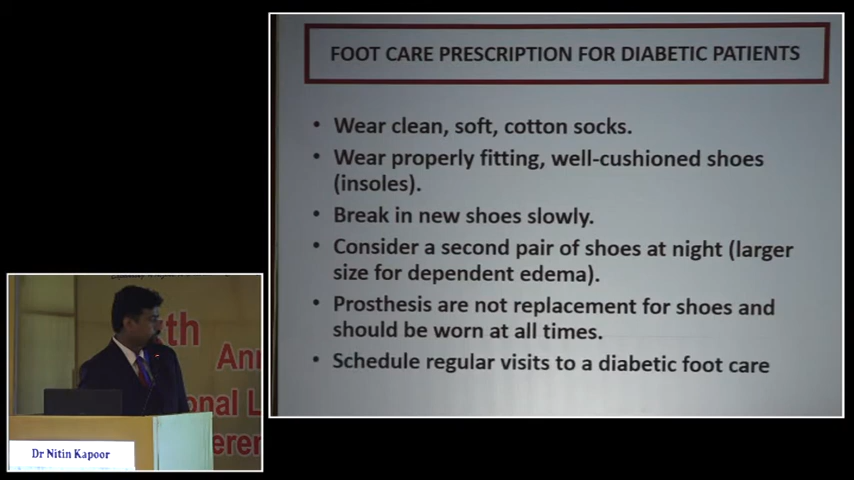 FOOT CARE PRESCRIPTION FOR DIABETIC PATIENTS
• Wear clean, soft, cotton socks.
• Wear properly fitting, well-cushioned shoes
(insoles).
• Break in new shoes slowly.
• Consider a second pair of shoes at night (larger
size for dependent edema).
• Prosthesis are not replacement for shoes and
should be worn at all times.
• Schedule regular visits to a diabetic foot care
th
Ann
onal L
eren
Dr Nitin Kapoor